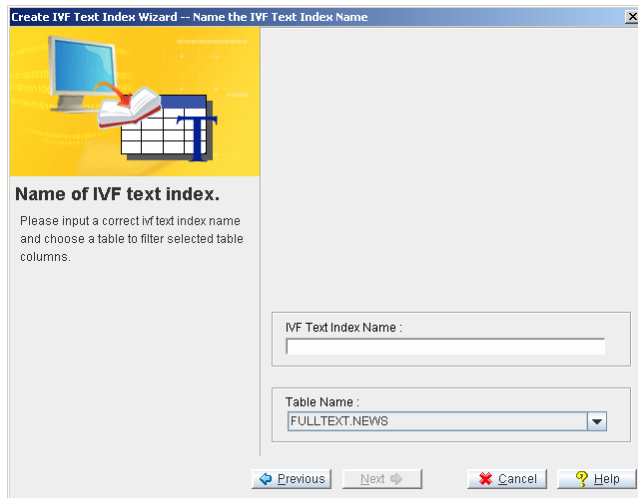 Create IVF Text Index Wizard -- Name the IVF Text Index Name
T
Name of IVF text index.
Please input a correct ivf text index name
and choose a table to filter selected table
columns.
IVF Text Index Name :
Table Name :
FULLTEXT.NEWS
Previous Next Cancel Help